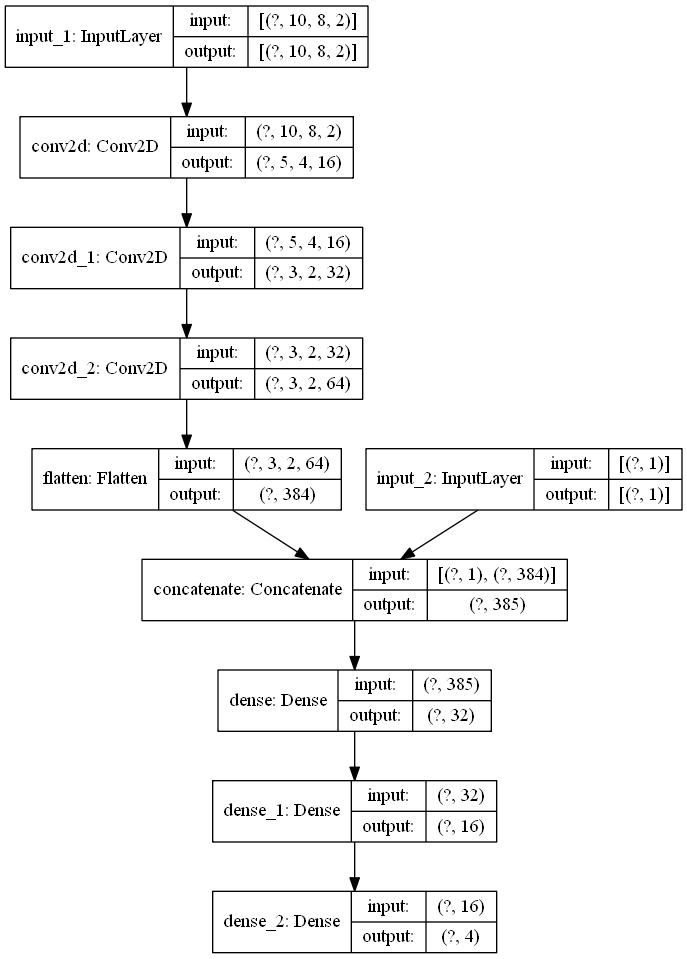 input_1: InputLayer
input: [(?, 10, 8, 2)]
output: [(?, 10, 8, 2)]
conv2d: Conv2D
input: (?, 10, 8, 2)
output: (?, 5, 4, 16)
conv2d_1: Conv2D
input: (?, 5, 4, 16)
output: (?, 3, 2, 32)
conv2d_2: Conv2D
input: (?, 3, 2, 32)
output: (?, 3, 2, 64)
flatten: Flatten
input: (?, 3, 2, 64)
output: (?, 384)
input_2: InputLayer
input: [(?, 1)]
output: [(?, 1)]
concatenate: Concatenate
input: [(?, 1), (?, 384)]
output: (?, 385)
dense: Dense
input: (?, 385)
output: (?, 32)
dense_1: Dense
input: (?, 32)
output: (?, 16)
dense_2: Dense
input: (?, 16)
output: (?, 4)